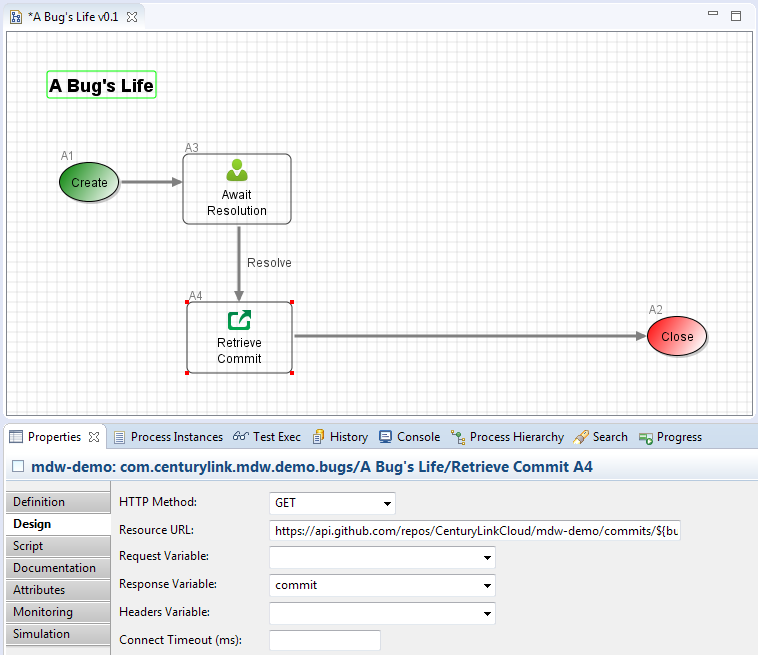 *A Bug's Life v0.1
A Bug's Life
A1
Create
A3
Await
Resolution
Resolve
A4
Retrieve
Commit
A2
Close
Properties Process Instances Test Exec History Console Process Hierarchy Search Progress
mdw-demo: com.centurylink.mdw.demo.bugs/A Bug's Life/Retrieve Commit A4
Definition
Design
Script
Documentation
Attributes
Monitoring
Simulation
HTTP Method: GET
Resource URL: https://api.github.com/repos/CenturyLinkCloud/mdw-demo/commits/${bu
Request Variable:
Response Variable: commit
Headers Variable:
Connect Timeout (ms):